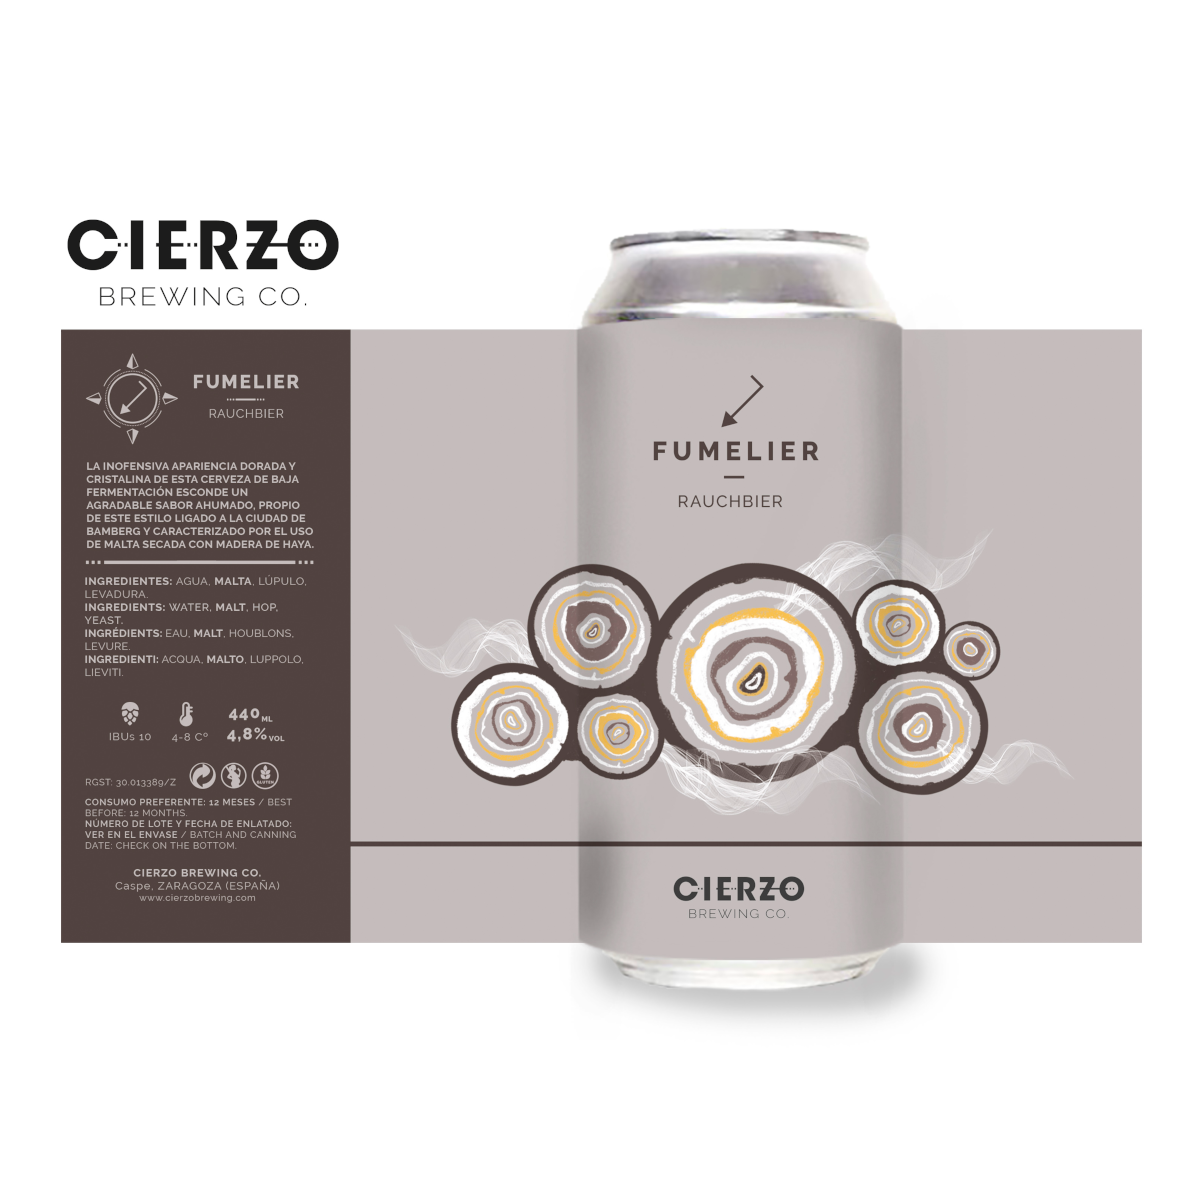 CIERZO
BREWING CO.
FUMELIER
RAUCHBIER
LA INOFENSIVA APARIENCIA DORADA Y
CRISTALINA DE ESTA CERVEZA DE BAJA
FERMENTACIÓN ESCONDE UN
AGRADABLE SABOR AHUMADO, PROPIO
DE ESTE ESTILO LIGADO A LA CIUDAD DE
BAMBERG Y CARACTERIZADO POR EL USO
DE MALTA SECADA CON MADERA DE HAYA.
INGREDIENTES: AGUA, MALTA, LÚPULO,
LEVADURA.
INGREDIENTS: WATER, MALT, HOP,
YEAST.
INGRÉDIENTS: EAU, MALT, HOUBLONS,
LEVURE.
INGREDIENTI: ACQUA, MALTO, LUPPOLO,
LIEVITI.
IBUs 10
4-8 Cº
440 ML
4,8% VOL
RGST: 30.013389/Z
GLUTEN
CONSUMO PREFERENTE: 12 MESES / BEST
BEFORE: 12 MONTHS.
NÚMERO DE LOTE Y FECHA DE ENLATADO:
VER EN EL ENVASE / BATCH AND CANNING
DATE: CHECK ON THE BOTTOM.
CIERZO BREWING CO.
Caspe, ZARAGOZA (ESPAÑA)
www.cierzobrewing.com
FUMELIER
RAUCHBIER
CIERZO
BREWING CO.